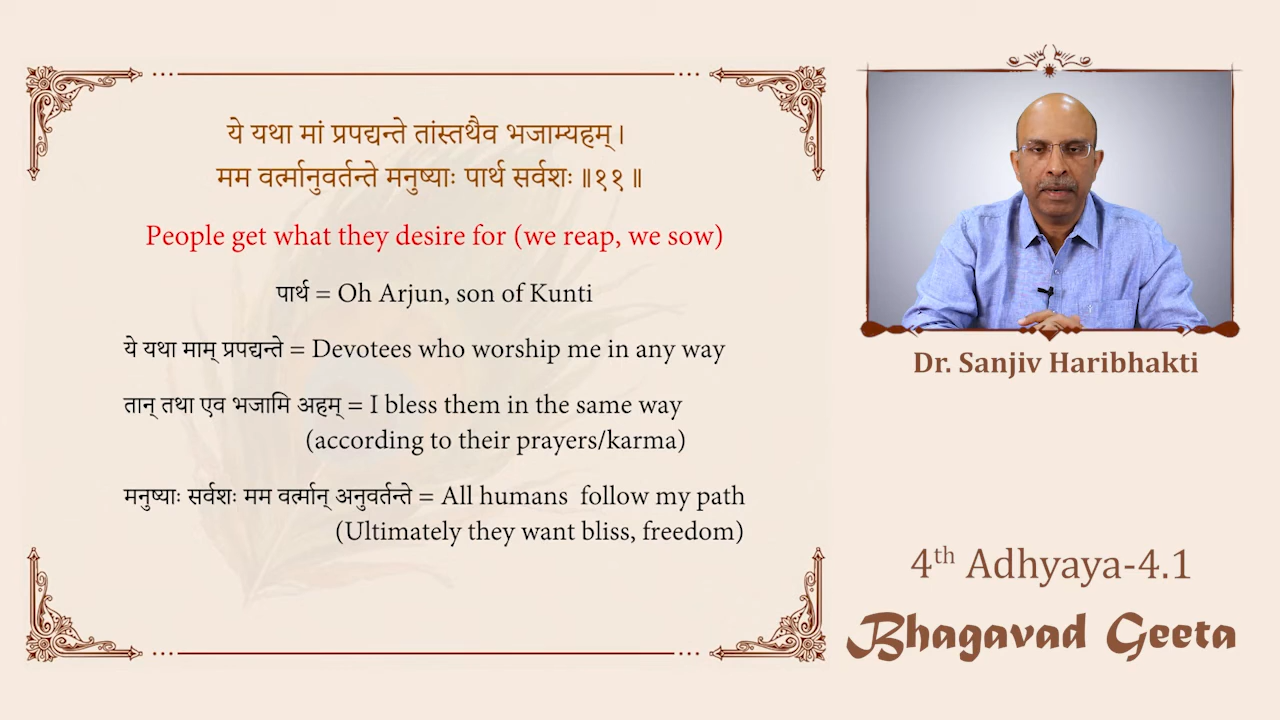 ये यथा मां प्रपद्यन्ते तांस्तथैव भजाम्यहम् ।
मम वर्त्मानुवर्तन्ते मनुष्याः पार्थ सर्वशः ॥११॥
People get what they desire for (we reap, we sow)
पार्थ = Oh Arjun, son of Kunti
ये यथा माम् प्रपद्यन्ते = Devotees who worship me in any way
तान् तथा एव भजामि अहम् = I bless them in the same way
(according to their prayers/karma)
मनुष्याः सर्वशः मम वर्त्मान् अनुवर्तन्ते = All humans follow my path
(Ultimately they want bliss, freedom)
Dr. Sanjiv Haribhakti
4th Adhyaya-4.1
Bhagavad Geeta